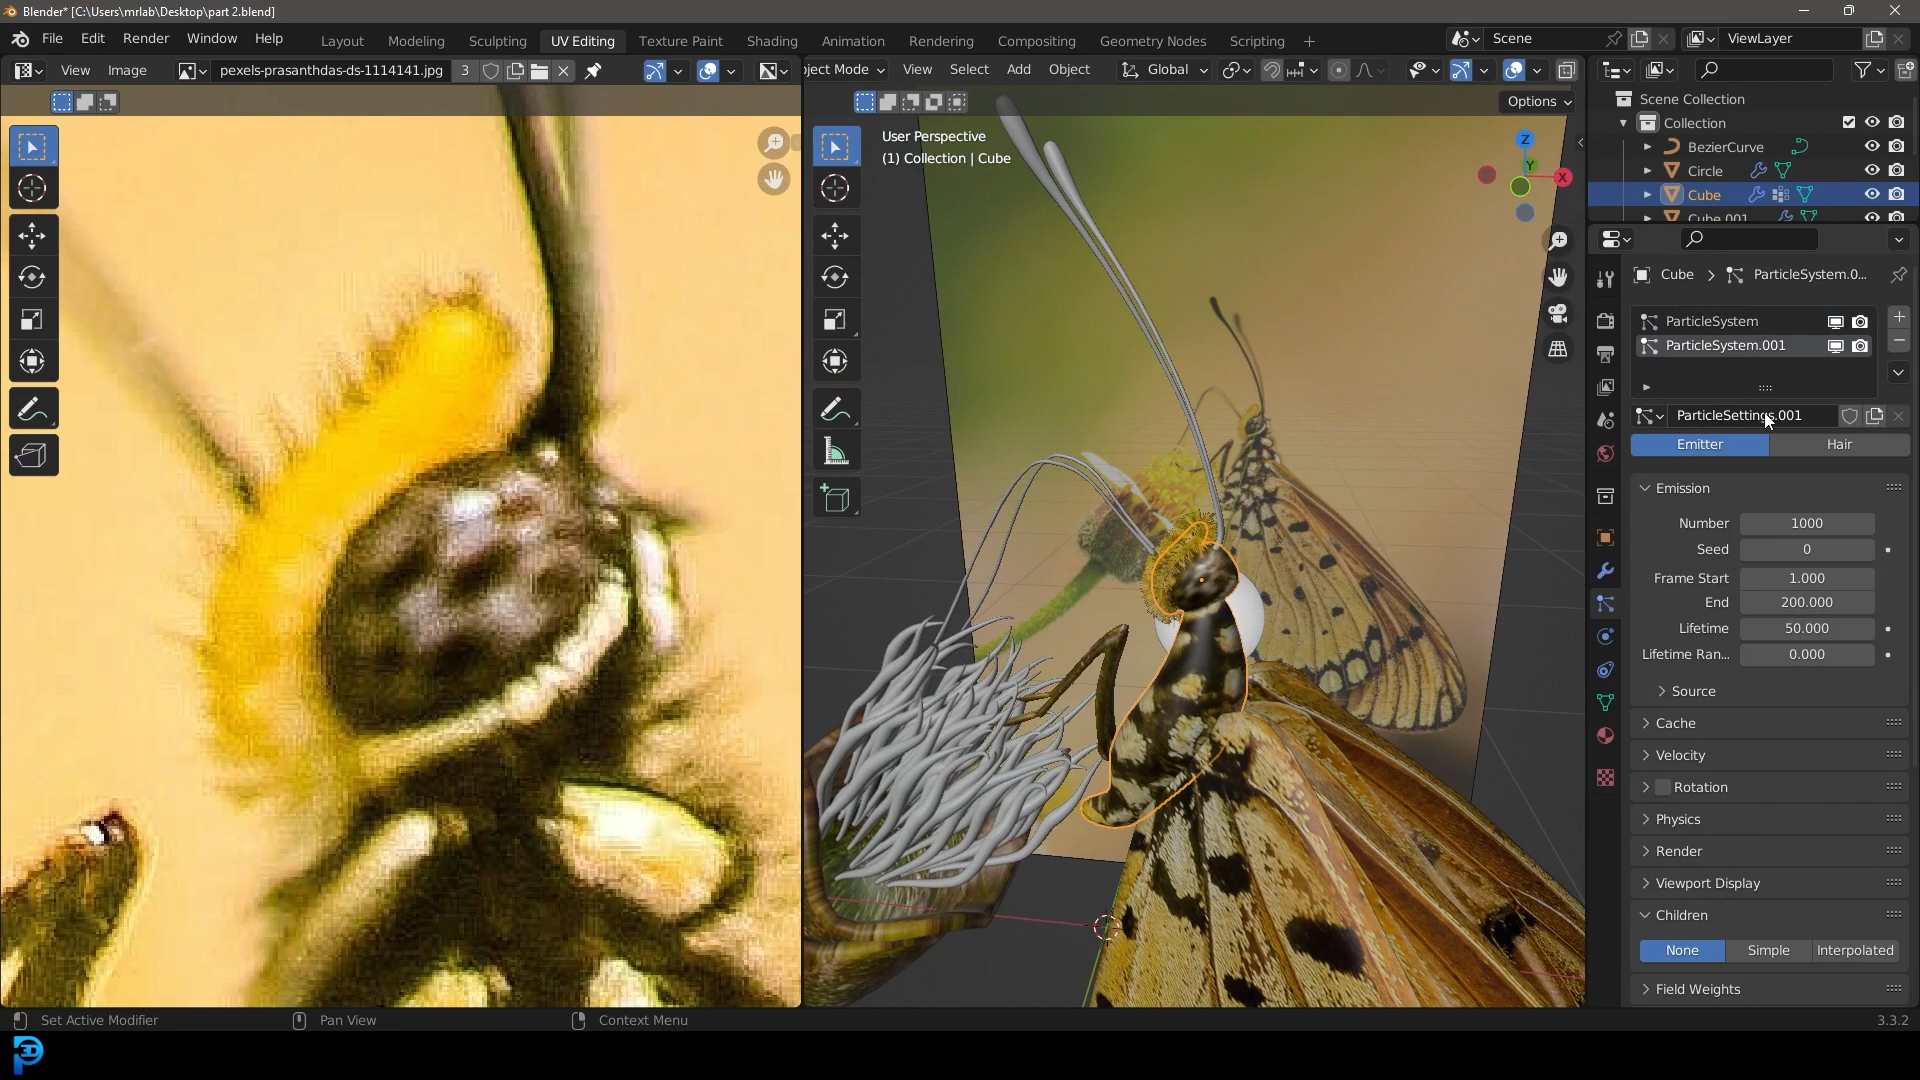 Blender* [C:\Users\mrlab\Desktop\part 2.blend]
File Edit Render Window Help Layout Modeling Sculpting UV Editing Texture Paint Shading Animation Rendering Compositing Geometry Nodes Scripting + Scene ViewLayer
View Image pexels-prasanthdas-ds-1114141.jpg 3 ject Mode View Select Add Object Global
Options
User Perspective
(1) Collection | Cube
Z
Y
X
Scene Collection
Collection
BezierCurve
Circle
Cube
Cube.001
Cube > ParticleSystem.0...
ParticleSystem
ParticleSystem.001
ParticleSettings.001
Emitter Hair
Emission
Number 1000
Seed 0
Frame Start 1.000
End 200.000
Lifetime 50.000
Lifetime Ran... 0.000
Source
Cache
Velocity
Rotation
Physics
Render
Viewport Display
Children
None Simple Interpolated
Field Weights
Set Active Modifier Pan View Context Menu 3.3.2